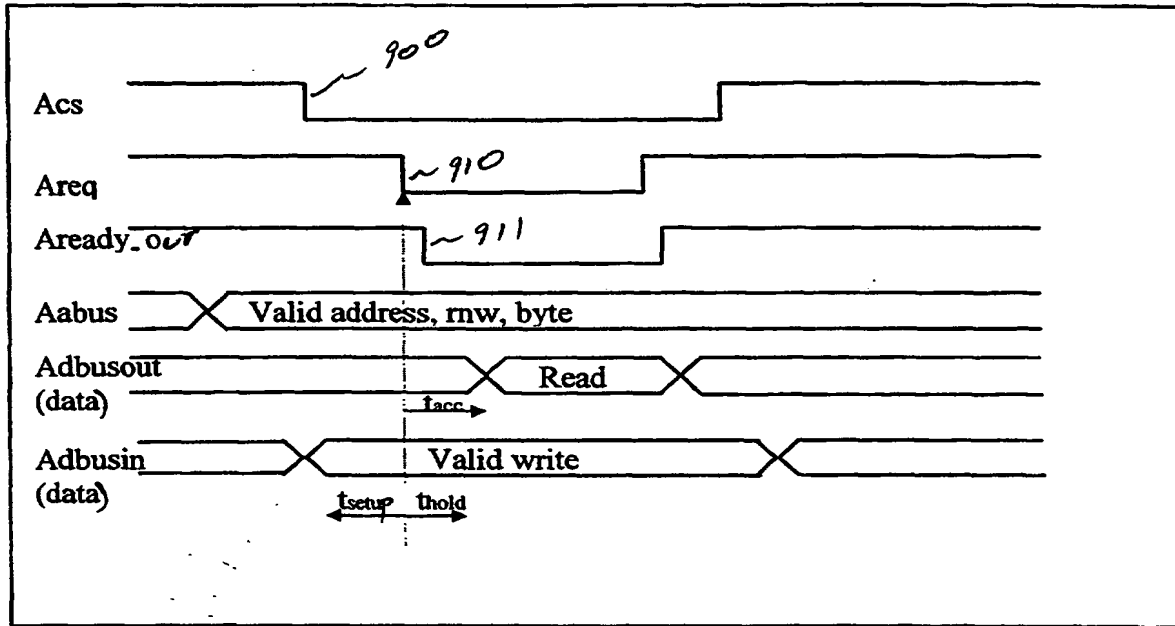 900
Acs
910
Areq
Aready_out
911
Aabus Valid address, rnw, byte
Adbusout Read
(data)
tacc
Adbusin Valid write
(data)
tsetup thold